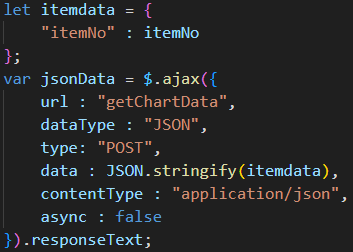 let itemdata = {
    "itemNo" : itemNo
};
var jsonData = $.ajax({
    url : "getChartData",
    dataType : "JSON",
    type: "POST",
    data : JSON.stringify(itemdata),
    contentType : "application/json",
    async : false
}).responseText;